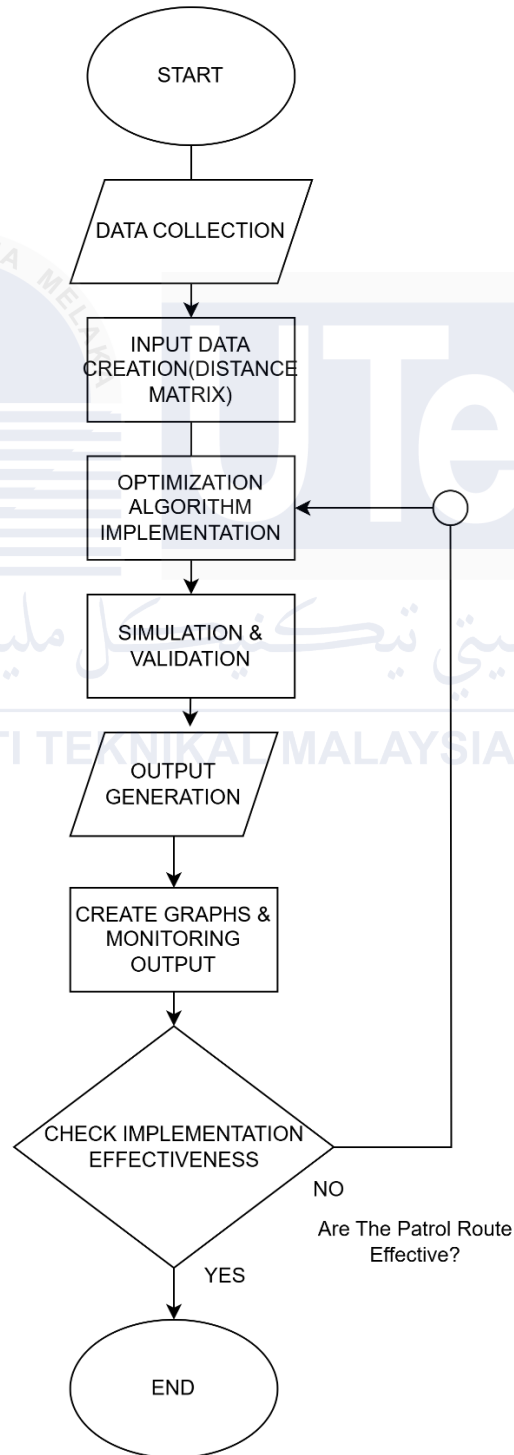 START
DATA COLLECTION
INPUT DATA
CREATION(DISTANCE
MATRIX)
OPTIMIZATION
ALGORITHM
IMPLEMENTATION
SIMULATION &
VALIDATION
OUTPUT
GENERATION
CREATE GRAPHS &
MONITORING
OUTPUT
CHECK IMPLEMENTATION
EFFECTIVENESS
NO
Are The Patrol Route
Effective?
YES
END
UTe
TEKNIKAL MALAYSIA